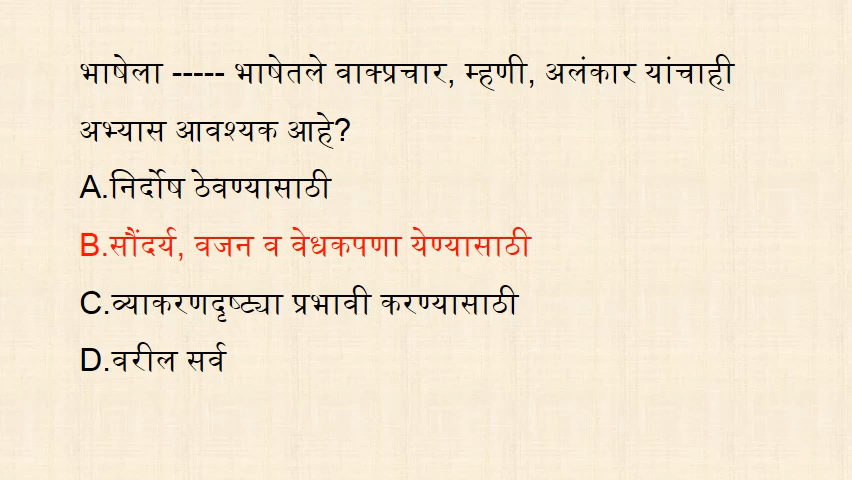 भाषेला ----- भाषेतले वाक्प्रचार, म्हणी, अलंकार यांचाही
अभ्यास आवश्यक आहे?
A.निर्दोष ठेवण्यासाठी
B.सौंदर्य, वजन व वेधकपणा येण्यासाठी
C.व्याकरणदृष्ट्या प्रभावी करण्यासाठी
D.वरील सर्व